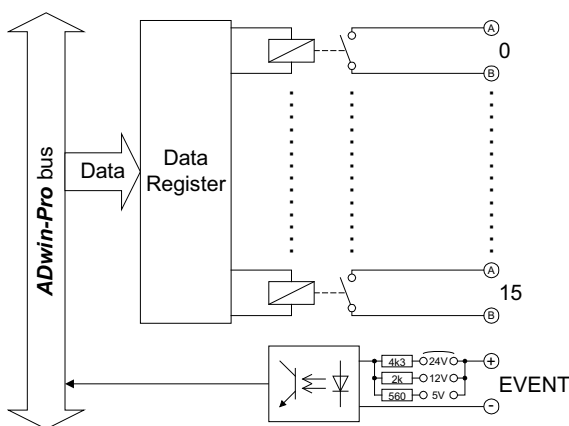 ADwin-Pro bus
Data
Data
Register
A
0
B
A
15
B
4k3
24V
+
2k
12V
EVENT
560
5V
-